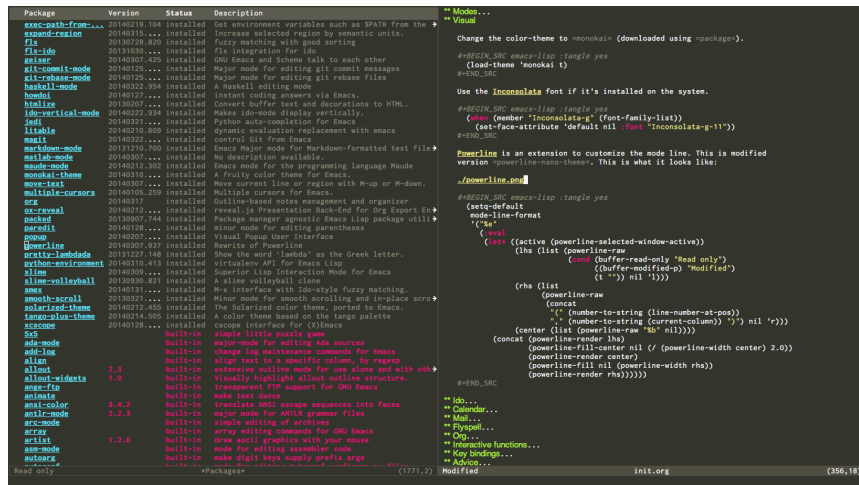 Package Version Status Description
exec-path-from-... 20140219.104 installed Get environment variables such as $PATH from the
expand-region 20140315.... installed Increase selected region by semantic units.
flx 20130728.820 installed fuzzy matching with good sorting
flx-ido 20131030.... installed flx integration for ido
geiser 20140307.425 installed GNU Emacs and Scheme talk to each other
git-commit-mode 20140125.... installed Major mode for editing git commit messages
git-rebase-mode 20140125.... installed Major mode for editing git rebase files
haskell-mode 20140322.954 installed A Haskell editing mode
howdoi 20140127.... installed instant coding answers via Emacs.
htmlize 20130207.... installed Convert buffer text and decorations to HTML.
ido-vertical-mode 20140222.934 installed Makes ido-mode display vertically.
jedi 20140321.... installed Python auto-completion for Emacs
litable 20140210.609 installed dynamic evaluation replacement with emacs
magit 20140322.... installed control Git from Emacs
markdown-mode 20131210.700 installed Emacs Major mode for Markdown-formatted text file
matlab-mode 20140307.... installed No description available.
maude-mode 20140212.302 installed Emacs mode for the programming language Maude
monokai-theme 20140310.... installed A fruity color theme for Emacs.
move-text 20140307.... installed Move current line or region with M-up or M-down.
multiple-cursors 20140105.259 installed Multiple cursors for Emacs.
org 20140317 installed Outline-based notes management and organizer
ox-reveal 20140212.... installed reveal.js Presentation Back-End for Org Export En
packed 20130907.744 installed Package manager agnostic Emacs Lisp package utili
paredit 20140128.... installed minor mode for editing parentheses
popup 20140207.... installed Visual Popup User Interface
powerline 20140307.937 installed Rewrite of Powerline
pretty-lambdada 20131227.148 installed Show the word 'lambda' as the Greek letter.
python-environment 20140310.413 installed virtualenv API for Emacs Lisp
slime 20140309.... installed Superior Lisp Interaction Mode for Emacs
slime-volleyball 20130930.821 installed A slime volleyball clone
smex 20140131.... installed M-x interface with Ido-style fuzzy matching.
smooth-scroll 20130321.... installed Minor mode for smooth scrolling and in-place scro
solarized-theme 20140212.455 installed The Solarized color theme, ported to Emacs.
tango-plus-theme 20140214.505 installed A color theme based on the tango palette
xcscope 20140128.... installed cscope interface for (X)Emacs
5x5 built-in simple little puzzle game
ada-mode built-in major-mode for editing Ada sources
add-log built-in change log maintenance commands for Emacs
align built-in align text to a specific column, by regexp
allout 2.3 built-in extensive outline mode for use alone and with oth
allout-widgets 1.0 built-in Visually highlight allout outline structure.
ange-ftp built-in transparent FTP support for GNU Emacs
animate built-in make text dance
ansi-color 3.4.2 built-in translate ANSI escape sequences into faces
antlr-mode 2.2.3 built-in major mode for ANTLR grammar files
arc-mode built-in simple editing of archives
array built-in array editing commands for GNU Emacs
artist 1.2.6 built-in draw ascii graphics with your mouse
asm-mode built-in mode for editing assembler code
autoarg built-in make digit keys supply prefix args
Read only *Packages* (1771,2)
** Modes...
** Visual
Change the color-theme to =monokai= (downloaded using =package=).
#+BEGIN_SRC emacs-lisp :tangle yes
(load-theme 'monokai t)
#+END_SRC
Use the Inconsolata font if it's installed on the system.
#+BEGIN_SRC emacs-lisp :tangle yes
(when (member "Inconsolata-g" (font-family-list))
(set-face-attribute 'default nil :font "Inconsolata-g-11"))
#+END_SRC
Powerline is an extension to customize the mode line. This is modified
version =powerline-nano-theme=. This is what it looks like:
./powerline.png
#+BEGIN_SRC emacs-lisp :tangle yes
(setq-default
mode-line-format
'("%e"
(:eval
(let* ((active (powerline-selected-window-active))
(lhs (list (powerline-raw
(cond (buffer-read-only "Read only")
((buffer-modified-p) "Modified")
(t "")) nil 'l)))
(rhs (list
(powerline-raw
(concat
"(" (number-to-string (line-number-at-pos))
"," (number-to-string (current-column)) ")") nil 'r)))
(center (list (powerline-raw "%b" nil))))
(concat (powerline-render lhs)
(powerline-fill-center nil (/ (powerline-width center) 2.0))
(powerline-render center)
(powerline-fill nil (powerline-width rhs))
(powerline-render rhs))))))
#+END_SRC
** Ido...
** Calendar...
** Mail...
** Flyspell...
** Org...
** Interactive functions...
** Key bindings...
** Advice...
Modified init.org (356,18)